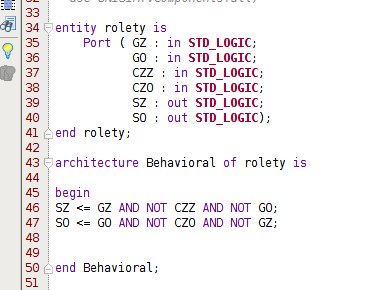 32
33
34 entity rolety is
35 Port ( GZ : in STD_LOGIC;
36 GO : in STD_LOGIC;
37 CZZ : in STD_LOGIC;
38 CZO : in STD_LOGIC;
39 SZ : out STD_LOGIC;
40 SO : out STD_LOGIC);
41 end rolety;
42
43 architecture Behavioral of rolety is
44
45 begin
46 SZ <= GZ AND NOT CZZ AND NOT GO;
47 SO <= GO AND NOT CZO AND NOT GZ;
48
49
50 end Behavioral;
51